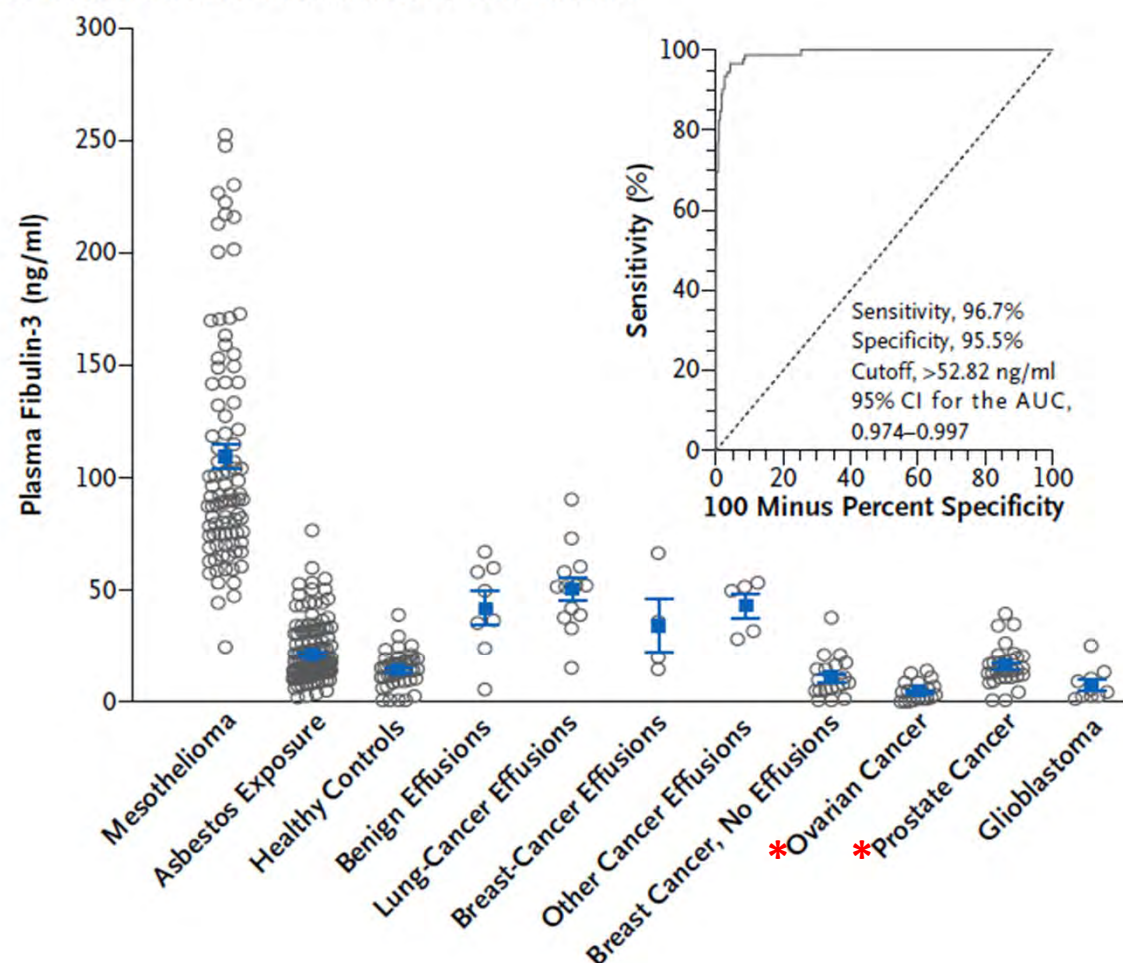 300
250
200
150
100
50
0
Plasma Fibulin-3 (ng/ml)
100
80
60
40
20
0
Sensitivity (%)
Sensitivity, 96.7%
Specificity, 95.5%
Cutoff, >52.82 ng/ml
95% CI for the AUC,
0.974–0.997
0 20 40 60 80 100
100 Minus Percent Specificity
Mesothelioma
Asbestos Exposure
Healthy Controls
Benign Effusions
Lung-Cancer Effusions
Breast-Cancer Effusions
Other Cancer Effusions
Breast Cancer, No Effusions
*Ovarian Cancer
*Prostate Cancer
Glioblastoma